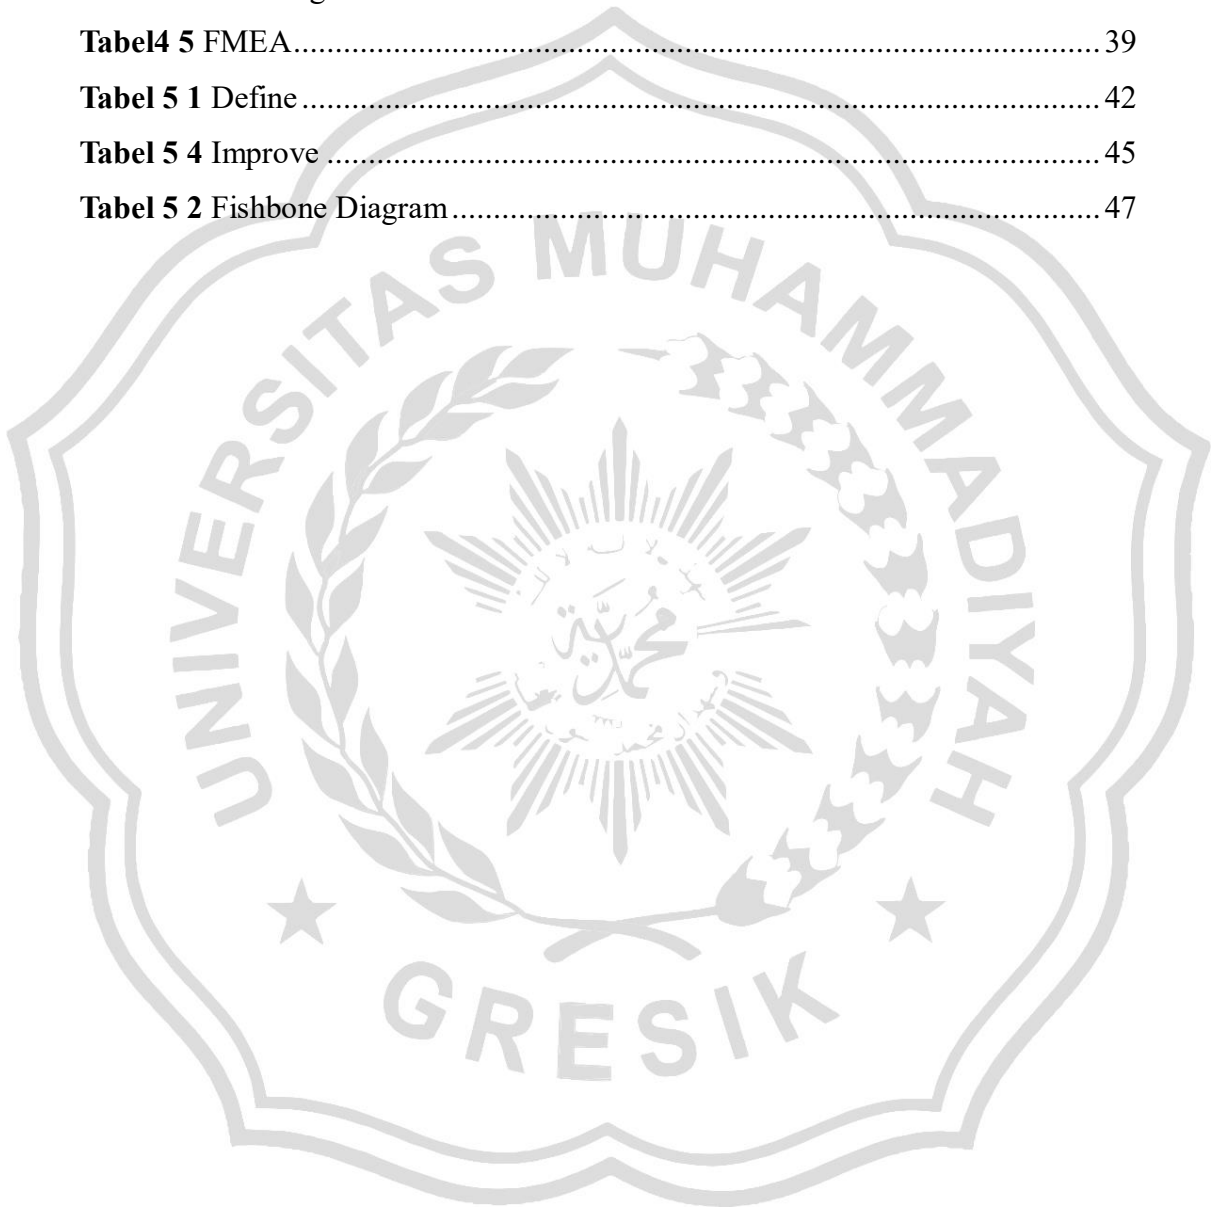 Tabel4 5 FMEA.......................................................................................................... 39
Tabel 5 1 Define......................................................................................................... 42
Tabel 5 4 Improve...................................................................................................... 45
Tabel 5 2 Fishbone Diagram...................................................................................... 47
UNIVERSITAS MUHAMMADIYAH
GRESIK